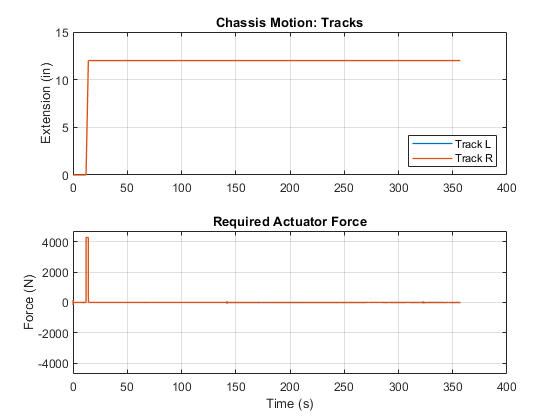 Chassis Motion: Tracks
15
10
5
0
Extension (in)
0 50 100 150 200 250 300 350 400
Track L
Track R
Required Actuator Force
4000
2000
0
-2000
-4000
Force (N)
0 50 100 150 200 250 300 350 400
Time (s)